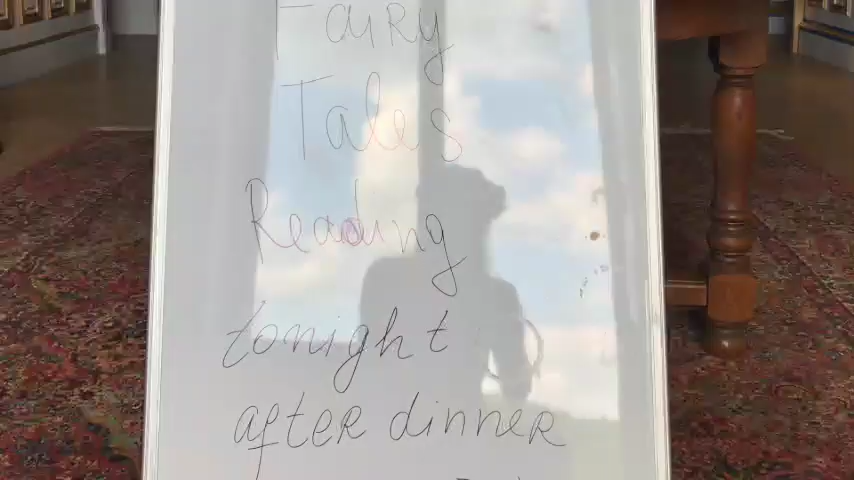 Fairy
Tales
Reading
tonight
after dinner